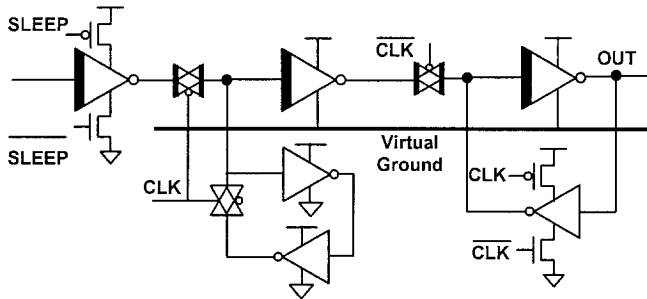 SLEEP
CLK
OUT
SLEEP
Virtual
Ground
CLK
CLK
CLK